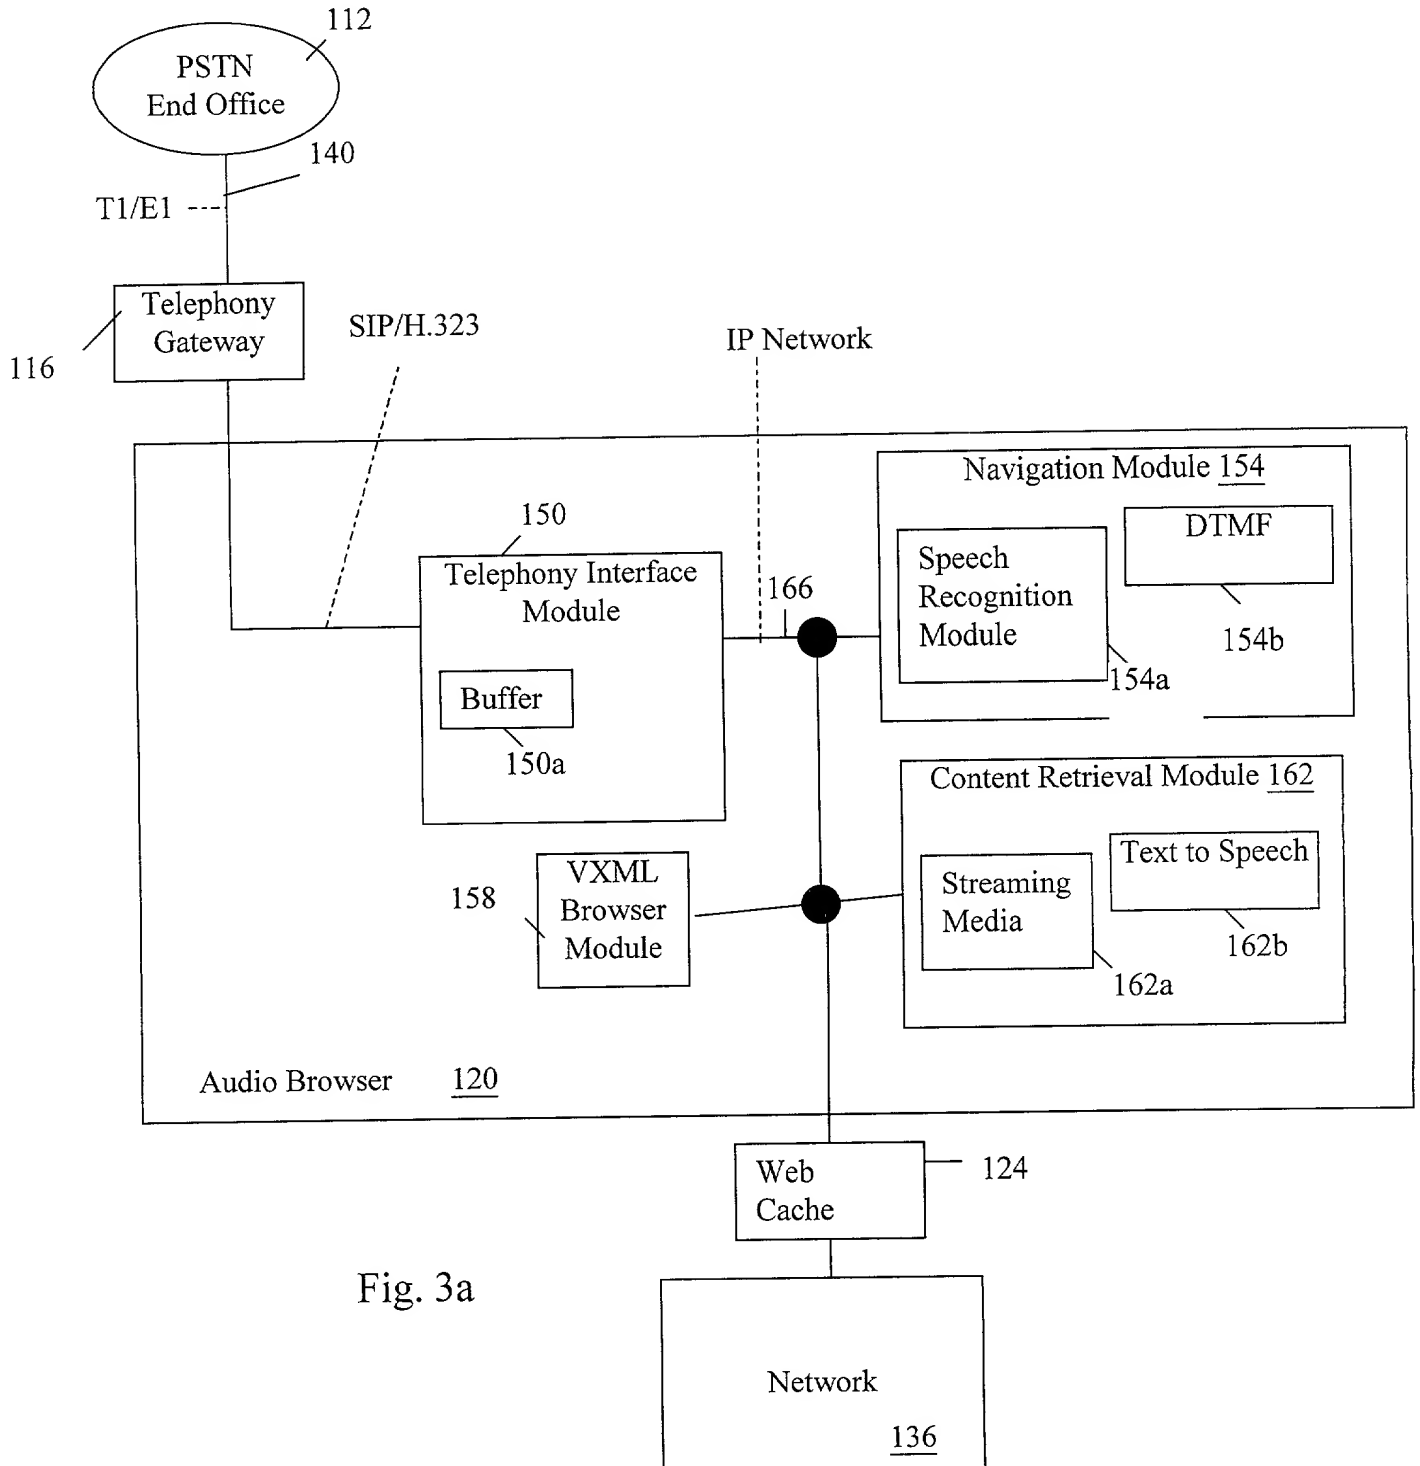 112
PSTN
End Office
140
T1/E1
Telephony
Gateway
116
SIP/H.323
IP Network
Navigation Module 154
DTMF
Speech
Recognition
Module
154b
154a
150
Telephony Interface
Module
166
Buffer
150a
Content Retrieval Module 162
Text to Speech
Streaming
Media
162b
162a
VXML
Browser
Module
158
Audio Browser 120
Web
Cache
124
Fig. 3a
Network
136